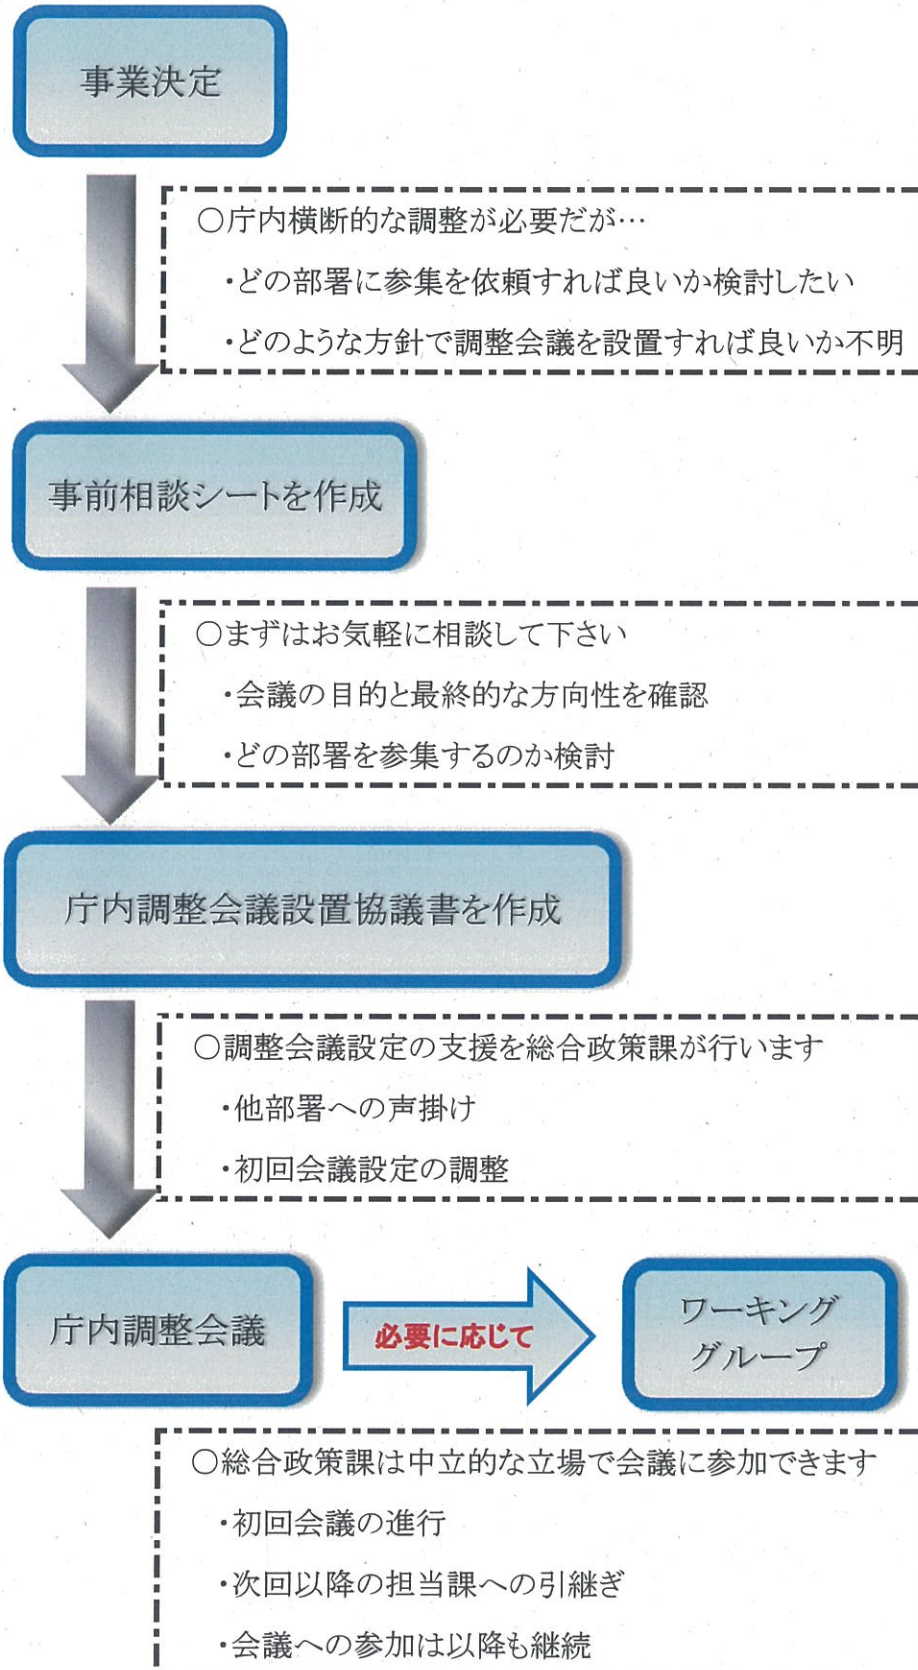 事業決定
○庁内横断的な調整が必要だが…
・どの部署に参集を依頼すれば良いか検討したい
・どのような方針で調整会議を設置すれば良いか不明
事前相談シートを作成
○まずはお気軽に相談して下さい
・会議の目的と最終的な方向性を確認
・どの部署を参集するのか検討
庁内調整会議設置協議書を作成
○調整会議設定の支援を総合政策課が行います
・他部署への声掛け
・初回会議設定の調整
庁内調整会議
必要に応じて
ワーキング
グループ
○総合政策課は中立的な立場で会議に参加できます
・初回会議の進行
・次回以降の担当課への引継ぎ
・会議への参加は以降も継続